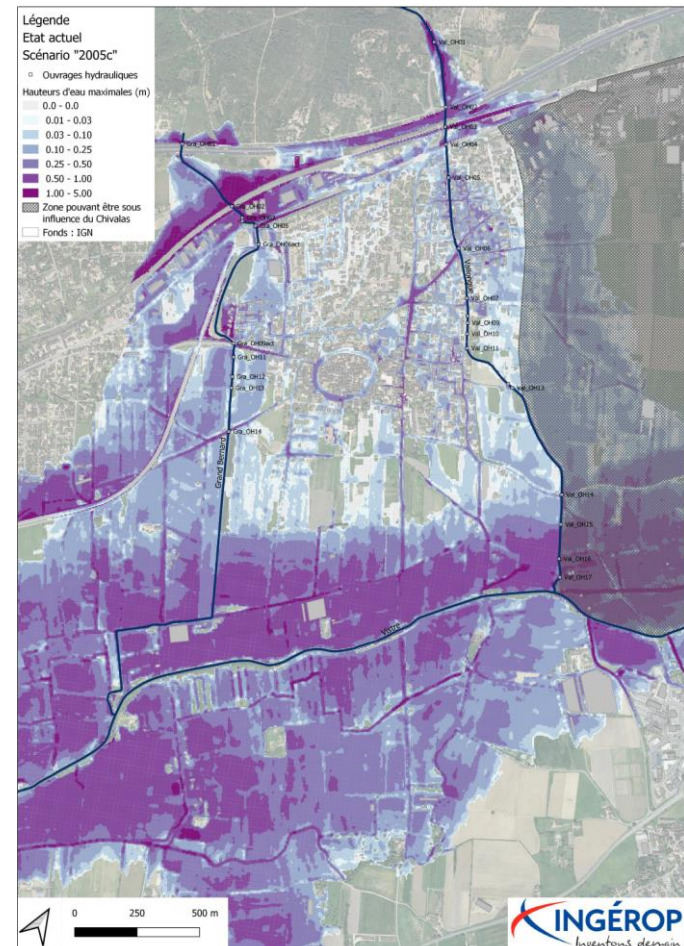 Légende
Etat actuel
Scénario "2005c"
Ouvrages hydrauliques
Hauteurs d'eau maximales (m)
0.0 - 0.0
0.01 - 0.03
0.03 - 0.10
0.10 - 0.25
0.25 - 0.50
0.50 - 1.00
1.00 - 5.00
Zone pouvant être sous
influence du Chivalas
Fonds : IGN
Val_OH01
Val_OH02
Val_OH03
Val_OH04
Val_OH05
Val_OH06
Val_OH07
Val_OH09
Val_OH10
Val_OH11
Val_OH13
Val_OH14
Val_OH15
Val_OH16
Val_OH17
Gra_OH02
Gra_OH05
Gra_OH11
Gra_OH12
Gra_OH13
Gra_OH14
Grand Bernard
Vistre
0 250 500 m
INGÉROP
Inventons demain